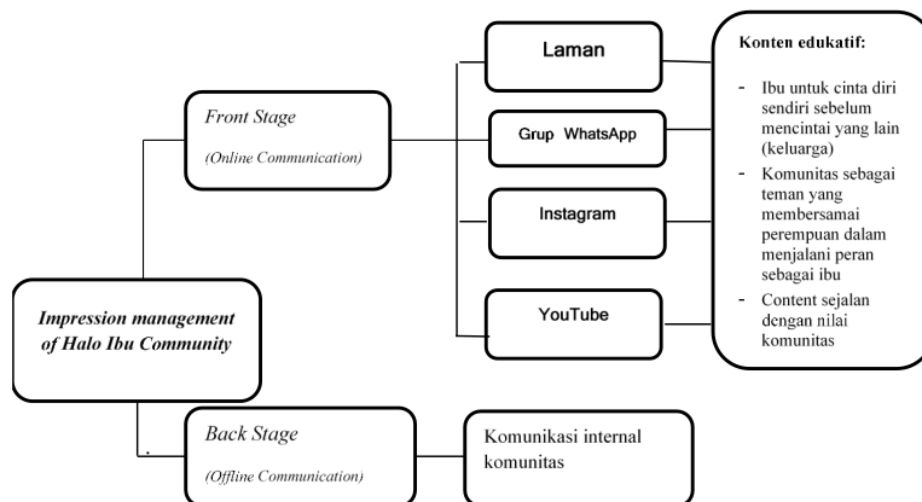 Impression management
of Halo Ibu Community
Front Stage
(Online Communication)
Laman
Grup WhatsApp
Instagram
YouTube
Konten edukatif:
- Ibu untuk cinta diri
sendiri sebelum
mencintai yang lain
(keluarga)
- Komunitas sebagai
teman yang
membersamai
perempuan dalam
menjalani peran
sebagai ibu
- Content sejalan
dengan nilai
komunitas
Back Stage
(Offline Communication)
Komunikasi internal
komunitas